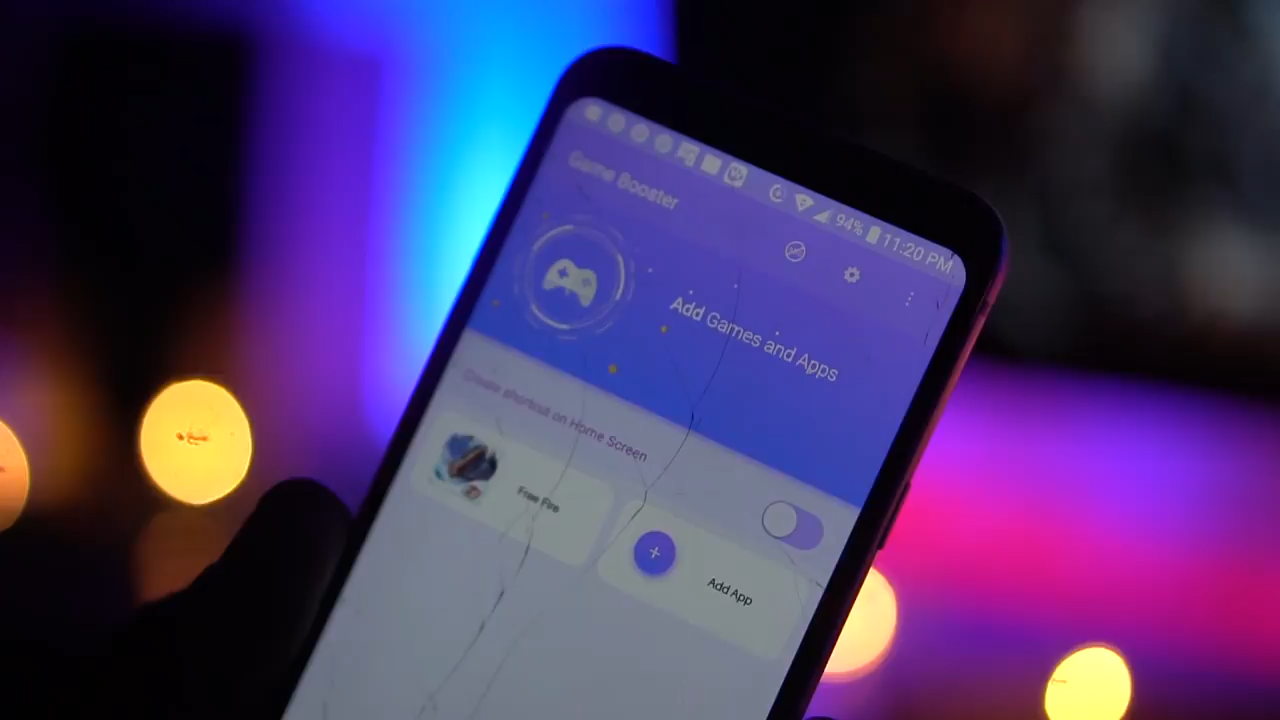 94% 11:20 PM
Game Booster
Add Games and Apps
Create shortcut on Home Screen
Free Fire
Add App